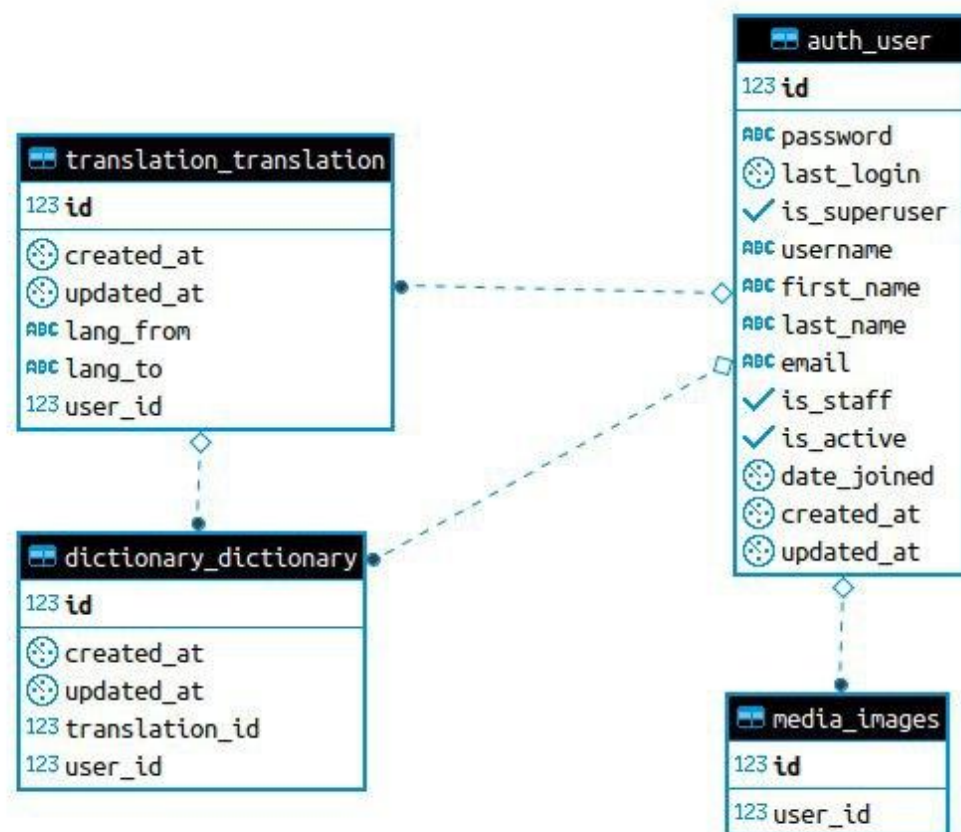 auth_user
123 id
ABC password
last_login
is_superuser
ABC username
ABC first_name
ABC last_name
ABC email
is_staff
is_active
date_joined
created_at
updated_at
translation_translation
123 id
created_at
updated_at
ABC lang_from
ABC lang_to
123 user_id
dictionary_dictionary
123 id
created_at
updated_at
123 translation_id
123 user_id
media_images
123 id
123 user_id